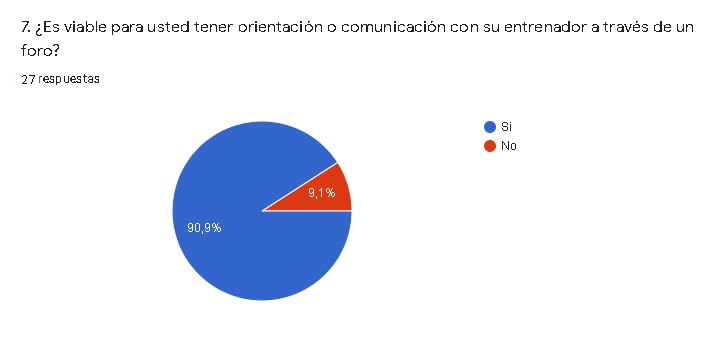 7. ¿Es viable para usted tener orientación o comunicación con su entrenador a través de un
foro?
27 respuestas
Si
No
9,1%
90,9%